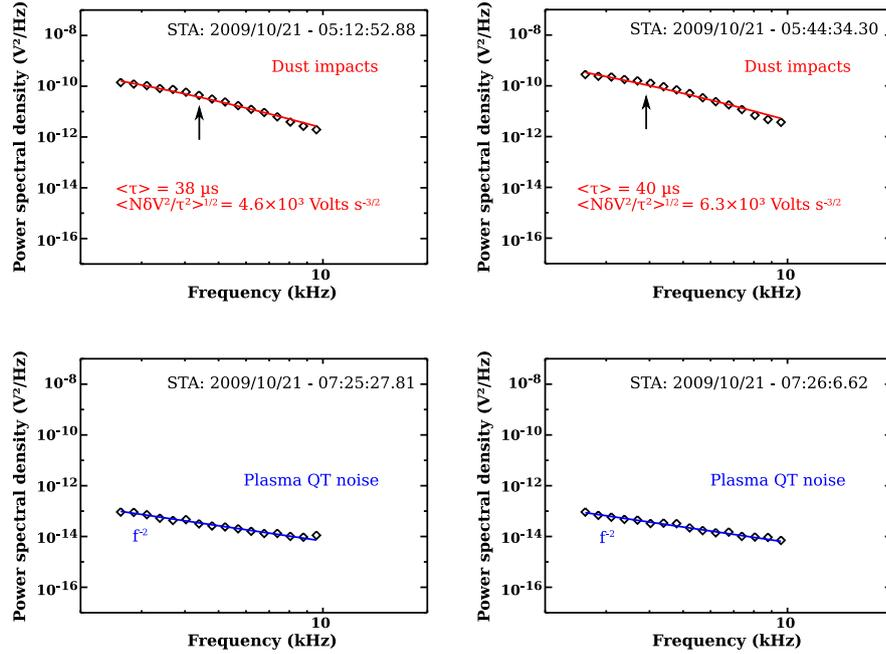 STA: 2009/10/21 - 05:12:52.88
Dust impacts
<τ> = 38 µs
<NδV²/τ²>^1/2 = 4.6×10³ Volts s^-3/2
10^-8
10^-10
10^-12
10^-14
10^-16
Power spectral density (V²/Hz)
10
Frequency (kHz)
STA: 2009/10/21 - 05:44:34.30
Dust impacts
<τ> = 40 µs
<NδV²/τ²>^1/2 = 6.3×10³ Volts s^-3/2
10^-8
10^-10
10^-12
10^-14
10^-16
Power spectral density (V²/Hz)
10
Frequency (kHz)
STA: 2009/10/21 - 07:25:27.81
Plasma QT noise
f^-2
10^-8
10^-10
10^-12
10^-14
10^-16
Power spectral density (V²/Hz)
10
Frequency (kHz)
STA: 2009/10/21 - 07:26:6.62
Plasma QT noise
f^-2
10^-8
10^-10
10^-12
10^-14
10^-16
Power spectral density (V²/Hz)
10
Frequency (kHz)